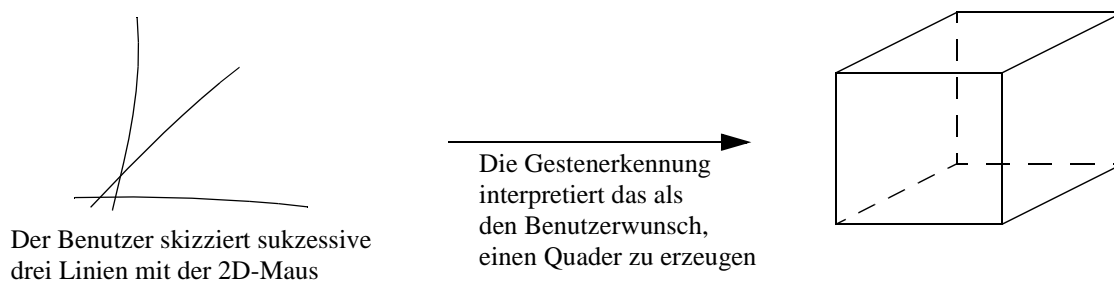 Der Benutzer skizziert sukzessive
drei Linien mit der 2D-Maus
Die Gestenerkennung
interpretiert das als
den Benutzerwunsch,
einen Quader zu erzeugen